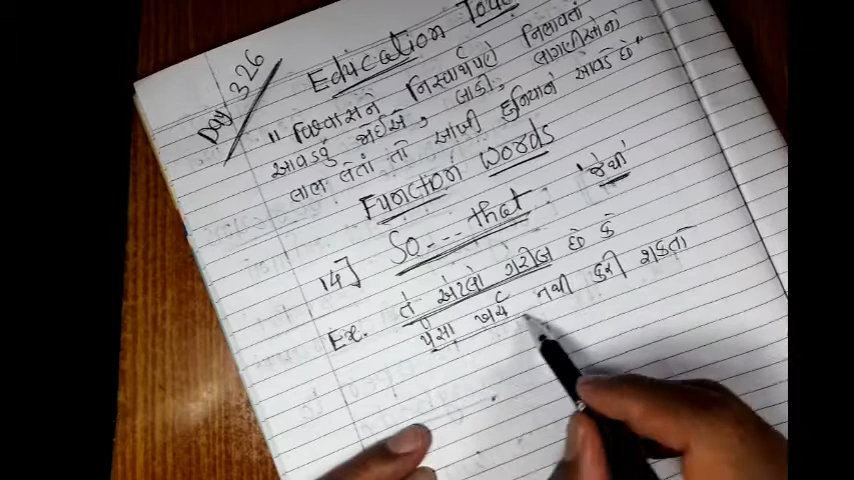 Day 326
Education Tou
" વિશ્વાસને નિસ્વાર્થપણે નિભાવતાં
આવડવું જોઈએ, બાકી, લાગણીઓનો
લાભ લેતાં તો આખી દુનિયાને આવડે છે"
Function words
14] So --- that : 'જેથી'
Ex. તે એટલો ગરીબ છે કે
પૈસા ખર્ચ નથી કરી શકતો